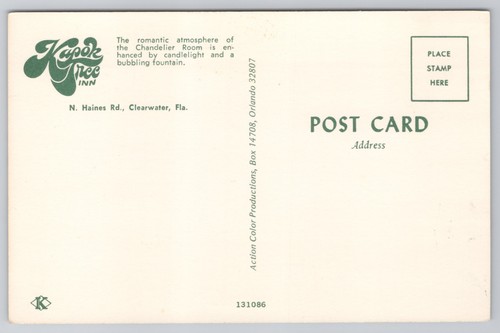 Kapok
Tree
INN
The romantic atmosphere of
the Chandelier Room is en-
hanced by candlelight and a
bubbling fountain.
N. Haines Rd., Clearwater, Fla.
Action Color Productions, Box 14708, Orlando 32807
PLACE
STAMP
HERE
POST CARD
Address
K
131086